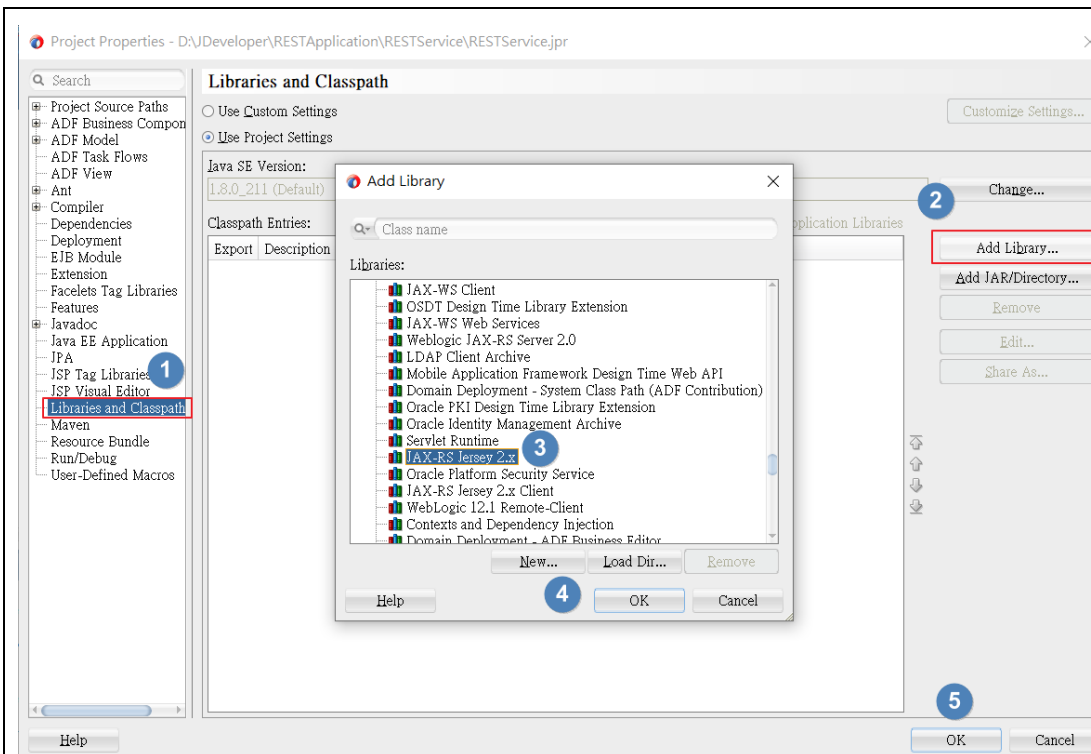 Project Properties - D:\JDeveloper\RESTApplication\RESTService\RESTService.jpr
Search
Project Source Paths
ADF Business Compon
ADF Model
ADF Task Flows
ADF View
Ant
Compiler
Dependencies
Deployment
EJB Module
Extension
Facelets Tag Libraries
Features
Javadoc
Java EE Application
JPA
JSP Tag Libraries
1
JSP Visual Editor
Libraries and Classpath
Maven
Resource Bundle
Run/Debug
User-Defined Macros
Libraries and Classpath
Use Custom Settings
Customize Settings...
Use Project Settings
Java SE Version:
1.8.0_211 (Default)
2
Change...
Classpath Entries:
Application Libraries
Export Description
Add Library...
Add JAR/Directory...
Remove
Edit...
Share As...
Add Library
Class name
Libraries:
JAX-WS Client
OSDT Design Time Library Extension
JAX-WS Web Services
Weblogic JAX-RS Server 2.0
LDAP Client Archive
Mobile Application Framework Design Time Web API
Domain Deployment - System Class Path (ADF Contribution)
Oracle PKI Design Time Library Extension
Oracle Identity Management Archive
Servlet Runtime
JAX-RS Jersey 2.x
3
Oracle Platform Security Service
JAX-RS Jersey 2.x Client
WebLogic 12.1 Remote-Client
Contexts and Dependency Injection
Domain Deployment - ADF Business Editor
New... Load Dir... Remove
4
Help OK Cancel
5
Help OK Cancel